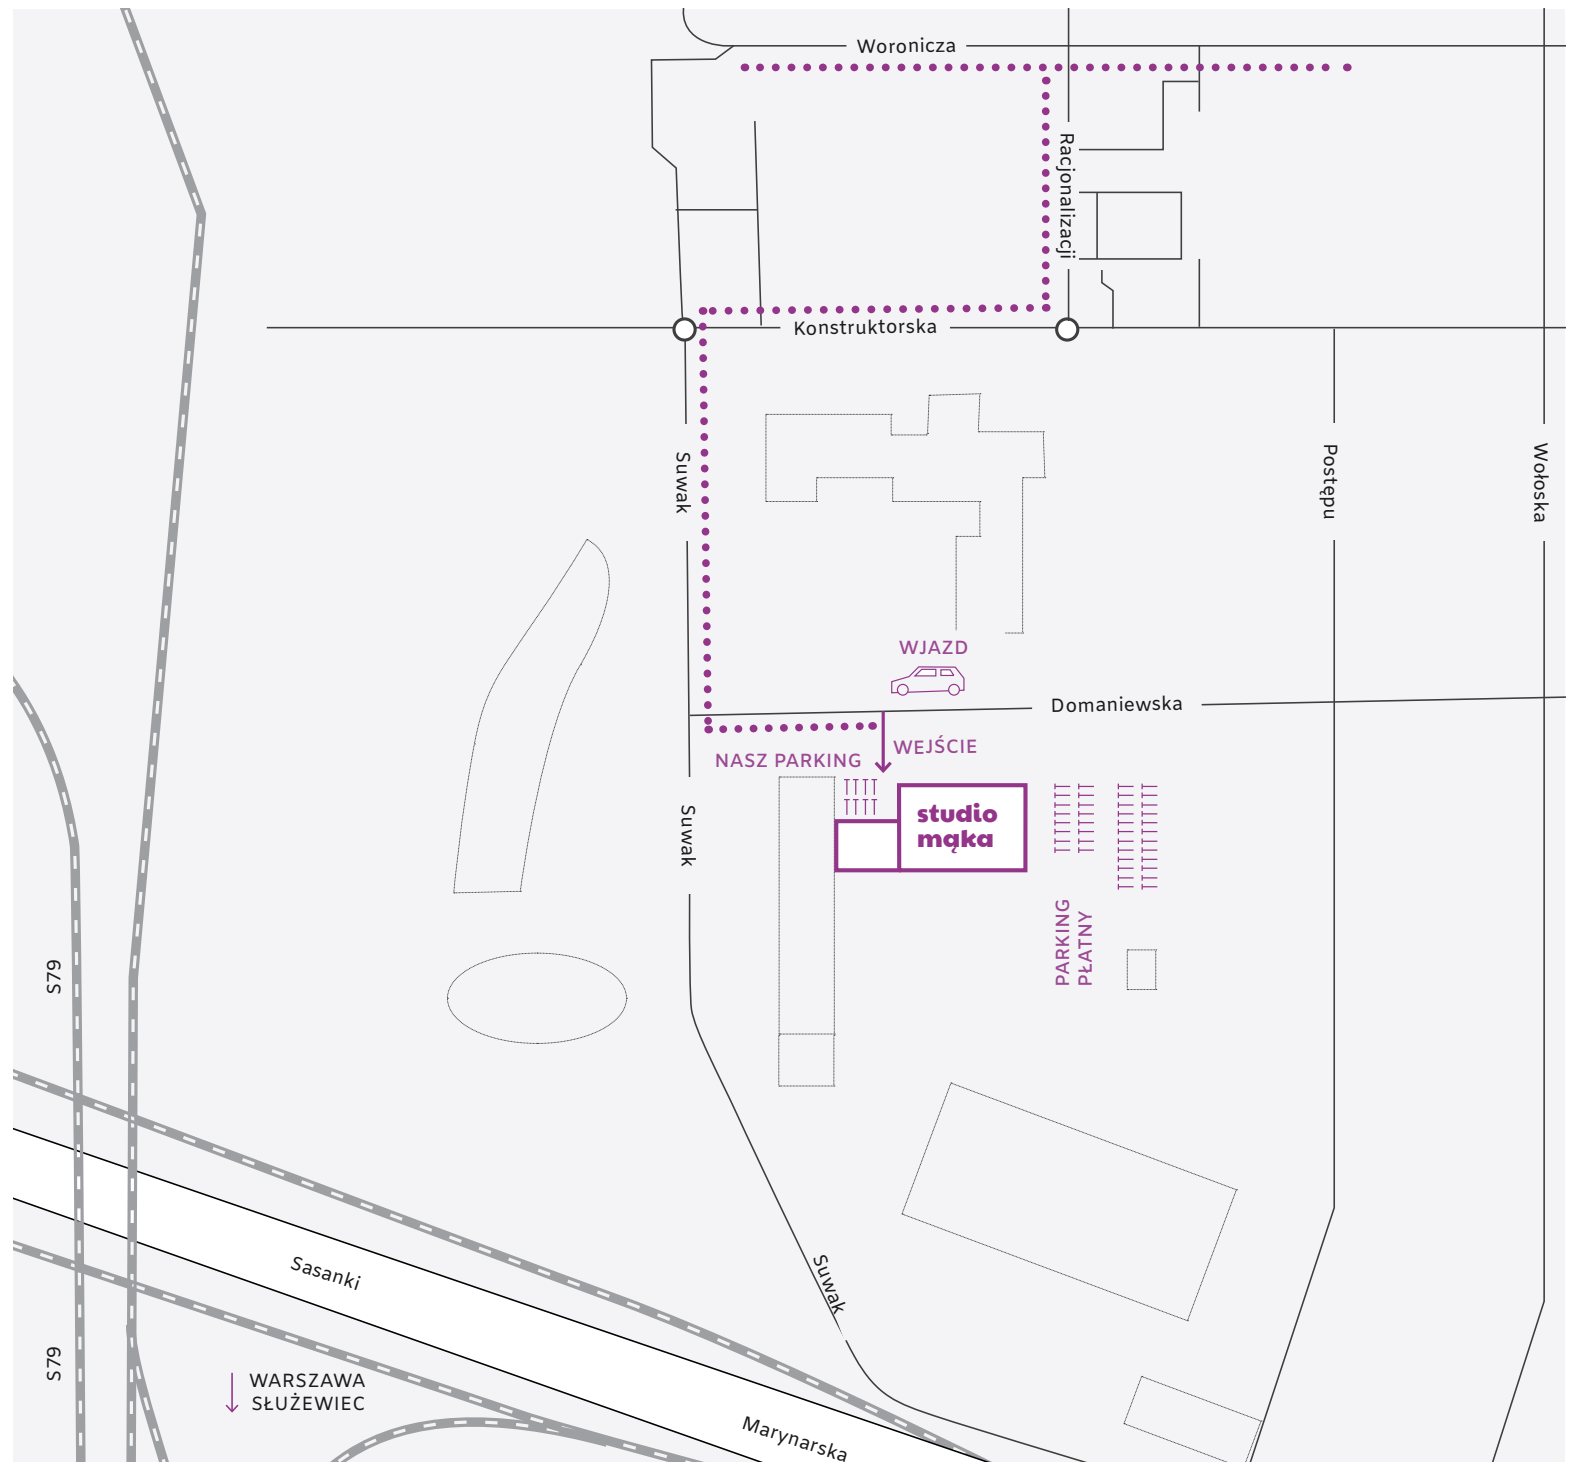 Woronicza
Racjonalizacji
Konstruktorska
Suwak
Postępu
Wołoska
WJAZD
Domaniewska
WEJŚCIE
NASZ PARKING
studio
mąka
Suwak
PARKING
PŁATNY
S79
Sasanki
Suwak
S79
WARSZAWA
SŁUŻEWIEC
Marynarska